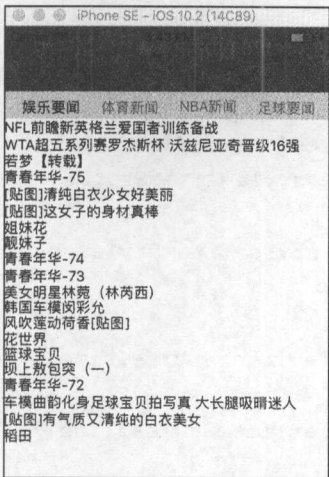 iPhone SE – iOS 10.2 (14C89)
娱乐要闻 体育新闻 NBA新闻 足球要闻
NFL前瞻新英格兰爱国者训练备战
WTA超五系列赛罗杰斯杯 沃兹尼亚奇晋级16强
若梦【转载】
青春年华-75
[贴图]清纯白衣少女好美丽
[贴图]这女子的身材真棒
姐妹花
靓妹子
青春年华-74
青春年华-73
美女明星林菀（林芮西）
韩国车模闵彩允
风吹莲动荷香[贴图]
花世界
篮球宝贝
坝上敖包突（一）
青春年华-72
车模曲韵化身足球宝贝拍写真 大长腿吸晴迷人
[贴图]有气质又清纯的白衣美女
稻田